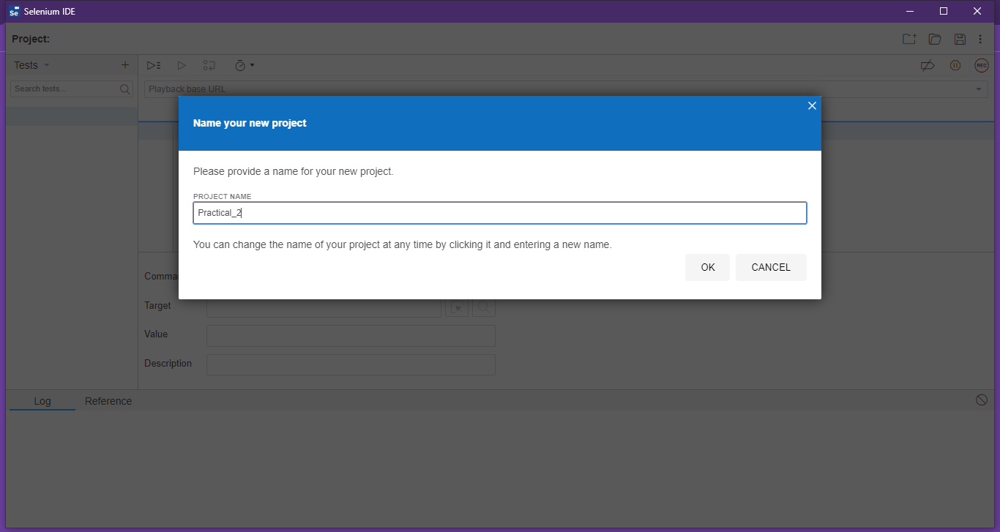 Se Selenium IDE
Project:
Tests
Search tests...
Playback base URL
REC
Name your new project
Please provide a name for your new project.
PROJECT NAME
Practical_2
You can change the name of your project at any time by clicking it and entering a new name.
OK CANCEL
Comma
Target
Value
Description
Log Reference